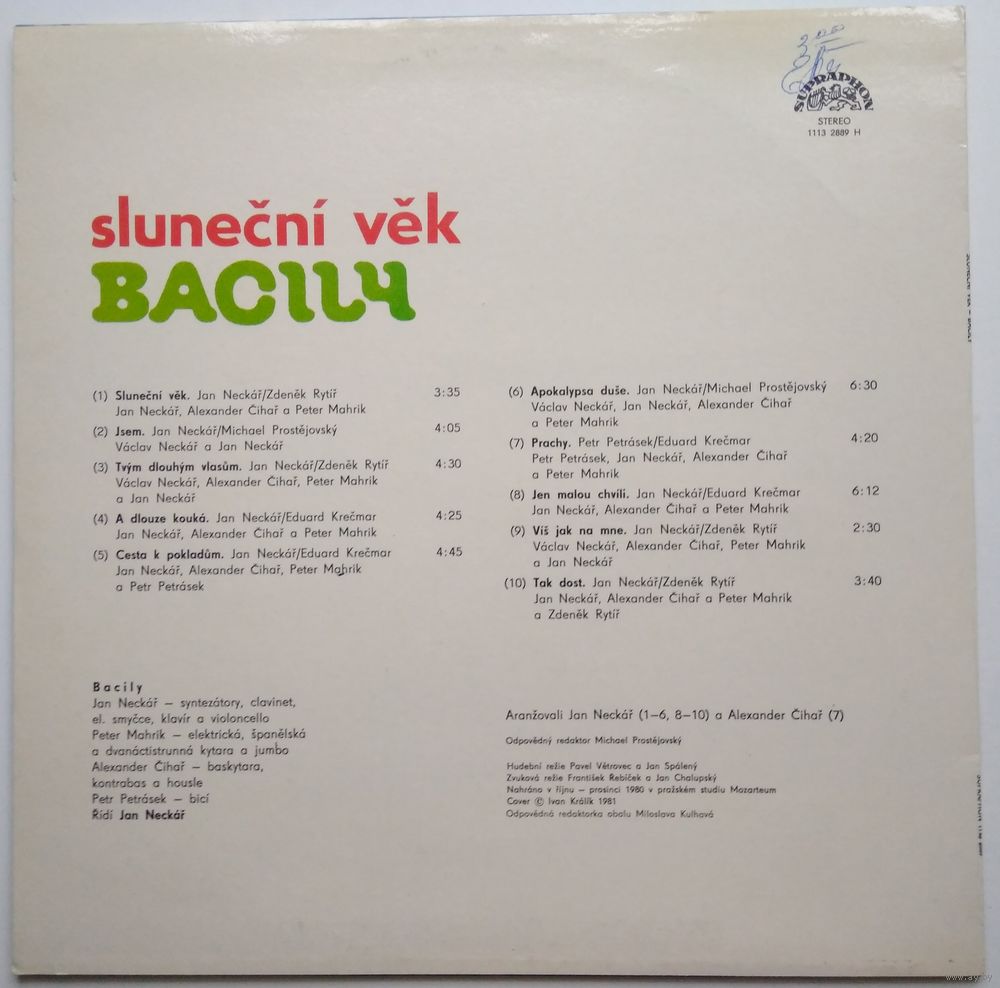 SUPRAPHON
STEREO
1113 2889 H
sluneční věk
BACILY
(1) Sluneční věk. Jan Neckář/Zdeněk Rytíř 3:35
Jan Neckář, Alexander Čihař a Peter Mahrik
(2) Jsem. Jan Neckář/Michael Prostějovský 4:05
Václav Neckář a Jan Neckář
(3) Tvým dlouhým vlasům. Jan Neckář/Zdeněk Rytíř 4:30
Václav Neckář, Alexander Čihař, Peter Mahrik
a Jan Neckář
(4) A dlouze kouká. Jan Neckář/Eduard Krečmar 4:25
Jan Neckář, Alexander Čihař a Peter Mahrik
(5) Cesta k pokladům. Jan Neckář/Eduard Krečmar 4:45
Jan Neckář, Alexander Čihař, Peter Mahrik
a Petr Petrásek
(6) Apokalypsa duše. Jan Neckář/Michael Prostějovský 6:30
Václav Neckář, Jan Neckář, Alexander Čihař
a Peter Mahrik
(7) Prachy. Petr Petrásek/Eduard Krečmar 4:20
Petr Petrásek, Jan Neckář, Alexander Čihař
a Peter Mahrik
(8) Jen malou chvíli. Jan Neckář/Eduard Krečmar 6:12
Jan Neckář, Alexander Čihař a Peter Mahrik
(9) Víš jak na mne. Jan Neckář/Zdeněk Rytíř 2:30
Václav Neckář, Alexander Čihař, Peter Mahrik
a Jan Neckář
(10) Tak dost. Jan Neckář/Zdeněk Rytíř 3:40
Jan Neckář, Alexander Čihař a Peter Mahrik
a Zdeněk Rytíř
Bacily
Jan Neckář – syntezátory, clavinet,
el. smyčce, klavír a violoncello
Peter Mahrik – elektrická, španělská
a dvanáctistrunná kytara a jumbo
Alexander Čihař – baskytara,
kontrabas a housle
Petr Petrásek – bicí
Řídí Jan Neckář
Aranžovali Jan Neckář (1–6, 8–10) a Alexander Čihař (7)
Odpovědný redaktor Michael Prostějovský
Hudební režie Pavel Větrovec a Jan Spálený
Zvuková režie František Řebíček a Jan Chalupský
Nahráno v říjnu – prosinci 1980 v pražském studiu Mozarteum
Cover © Ivan Králík 1981
Odpovědná redaktorka obalu Miloslava Kulhavá
www.ay.by